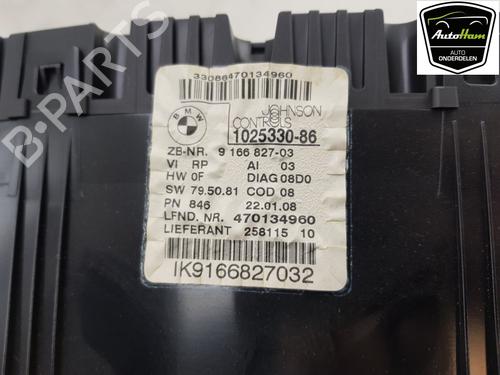 AutoHam
AUTO
ONDERDELEN
33086470134960
BMW
JOHNSON
CONTROLS
1025330-86
ZB-NR. 9 166 827-03
VI RP AI 03
HW 0F DIAG 08D0
SW 79.50.81 COD 08
PN 846 22.01.08
LFND. NR. 470134960
LIEFERANT 258115 10
IK9166827032